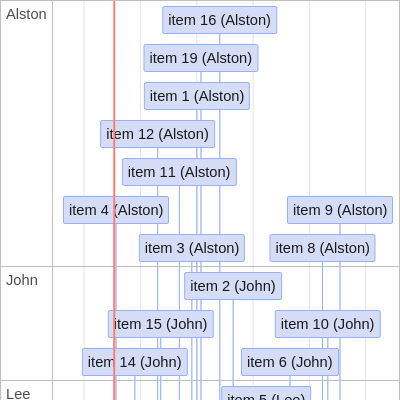 Alston
item 16 (Alston)
item 19 (Alston)
item 1 (Alston)
item 12 (Alston)
item 11 (Alston)
item 4 (Alston)
item 9 (Alston)
item 3 (Alston)
item 8 (Alston)
John
item 2 (John)
item 15 (John)
item 10 (John)
item 14 (John)
item 6 (John)
Lee
item 5 (Lee)